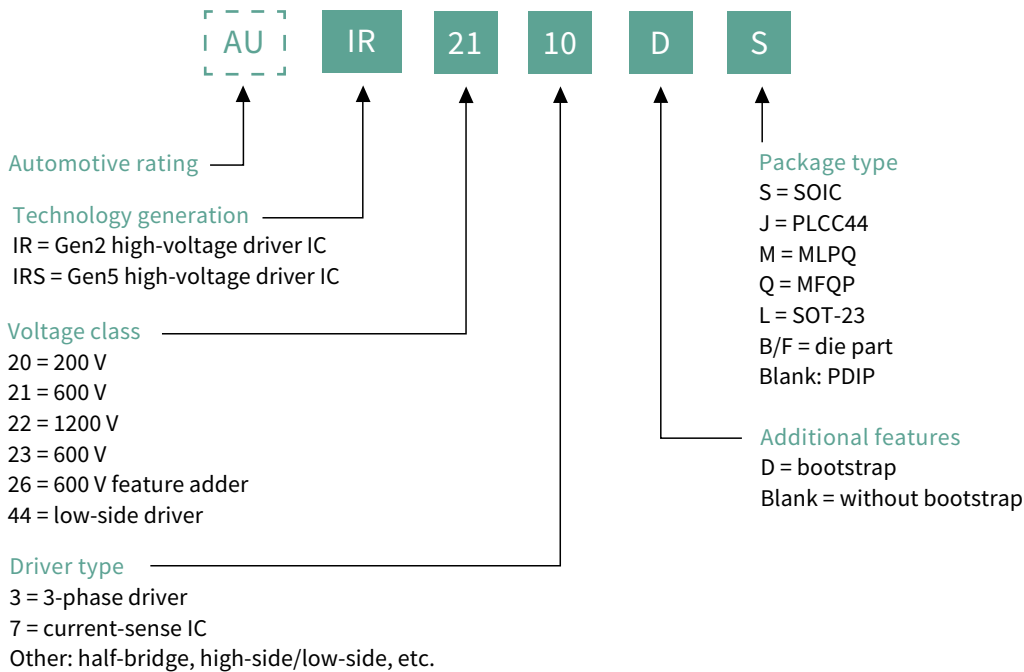 AU IR 21 10 D S
Automotive rating
Technology generation
IR = Gen2 high-voltage driver IC
IRS = Gen5 high-voltage driver IC
Voltage class
20 = 200 V
21 = 600 V
22 = 1200 V
23 = 600 V
26 = 600 V feature adder
44 = low-side driver
Driver type
3 = 3-phase driver
7 = current-sense IC
Other: half-bridge, high-side/low-side, etc.
Package type
S = SOIC
J = PLCC44
M = MLPQ
Q = MFQP
L = SOT-23
B/F = die part
Blank: PDIP
Additional features
D = bootstrap
Blank = without bootstrap